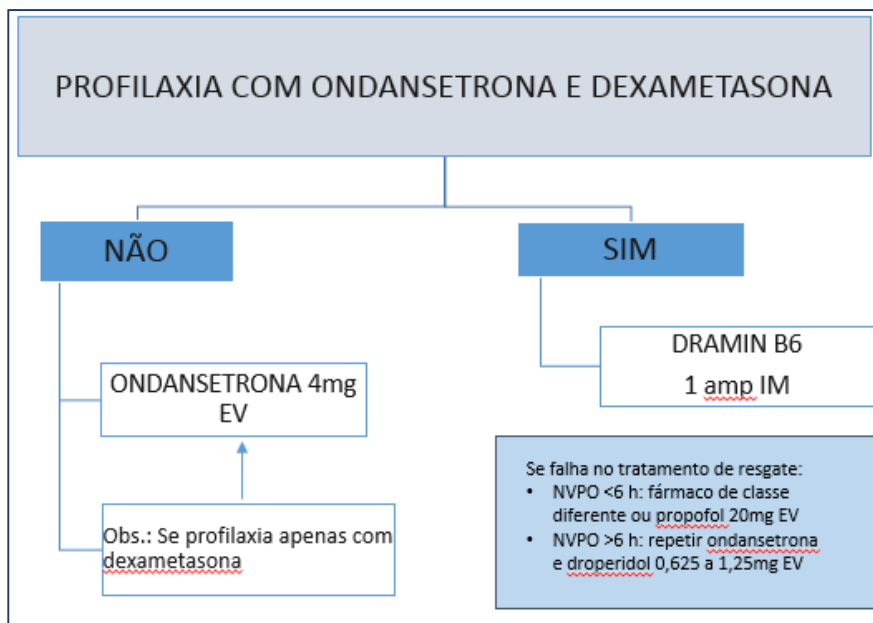 PROFILAXIA COM ONDANSETRONA E DEXAMETASONA
NÃO
SIM
ONDANSETRONA 4mg
EV
Obs.: Se profilaxia apenas com
dexametasona
DRAMIN B6
1 amp IM
Se falha no tratamento de resgate:
• NVPO <6 h: fármaco de classe
diferente ou propofol 20mg EV
• NVPO >6 h: repetir ondansetrona
e droperidol 0,625 a 1,25mg EV